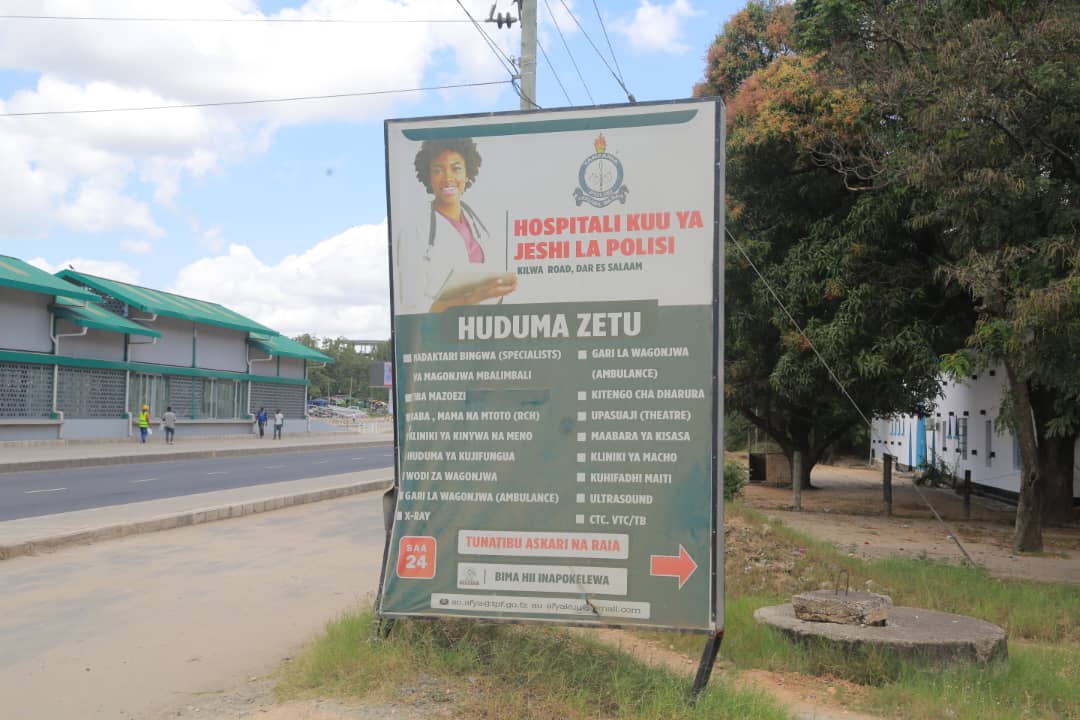 HOSPITALI KUU YA
JESHI LA POLISI
KILWA ROAD, DAR ES SALAAM
HUDUMA ZETU
MADAKTARI BINGWA (SPECIALISTS)
YA MAGONJWA MBALIMBALI
MAZOEZI
BABA, MAMA NA MTOTO (RCH)
KLINIKI YA KINYWA NA MENO
HUDUMA YA KUJIFUNGUA
WODI ZA WAGONJWA
GARI LA WAGONJWA (AMBULANCE)
X-RAY
GARI LA WAGONJWA
(AMBULANCE)
KITENGO CHA DHARURA
UPASUAJI (THEATRE)
MAABARA YA KISASA
KLINIKI YA MACHO
KUHIFADHI MAITI
ULTRASOUND
CTC. VTC/TB
SAA
24
TUNATIBU ASKARI NA RAIA
BIMA HII INAPOKELEWA